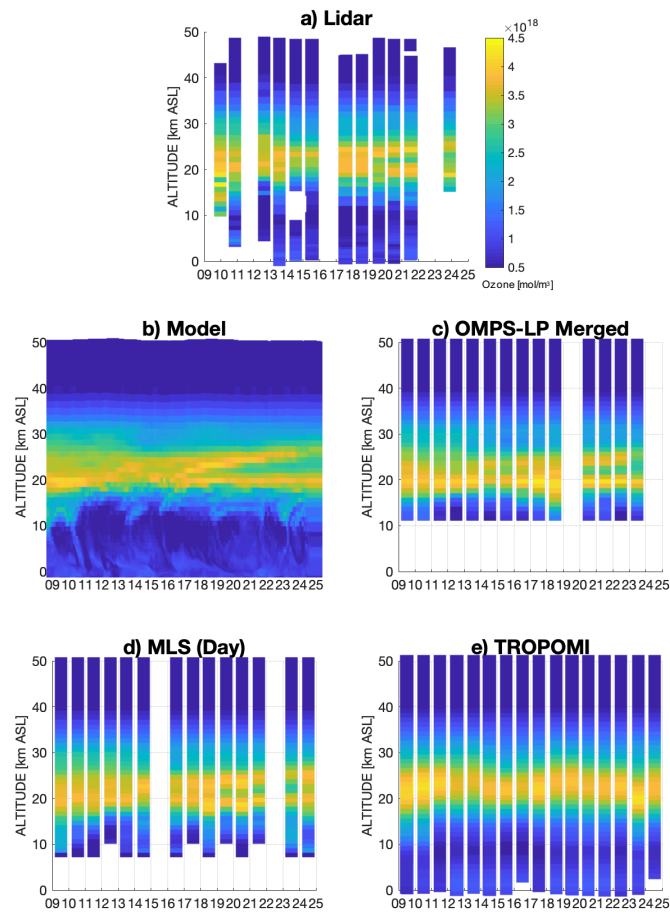 a) Lidar
×10¹⁸
ALTITUDE [km ASL]
50
40
30
20
10
0
09 10 11 12 13 14 15 16 17 18 19 20 21 22 23 24 25
4.5
4
3.5
3
2.5
2
1.5
1
0.5
Ozone [mol/m³]
b) Model
ALTITUDE [km ASL]
50
40
30
20
10
0
09 10 11 12 13 14 15 16 17 18 19 20 21 22 23 24 25
c) OMPS-LP Merged
ALTITUDE [km ASL]
50
40
30
20
10
0
09 10 11 12 13 14 15 16 17 18 19 20 21 22 23 24 25
d) MLS (Day)
ALTITUDE [km ASL]
50
40
30
20
10
0
09 10 11 12 13 14 15 16 17 18 19 20 21 22 23 24 25
e) TROPOMI
ALTITUDE [km ASL]
50
40
30
20
10
0
09 10 11 12 13 14 15 16 17 18 19 20 21 22 23 24 25